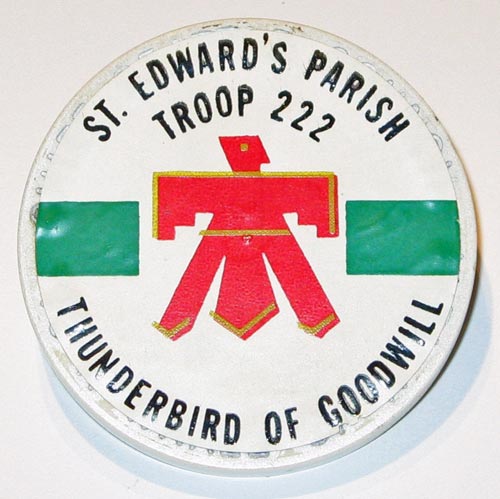 ST. EDWARD'S PARISH
TROOP 222
THUNDERBIRD OF GOODWILL